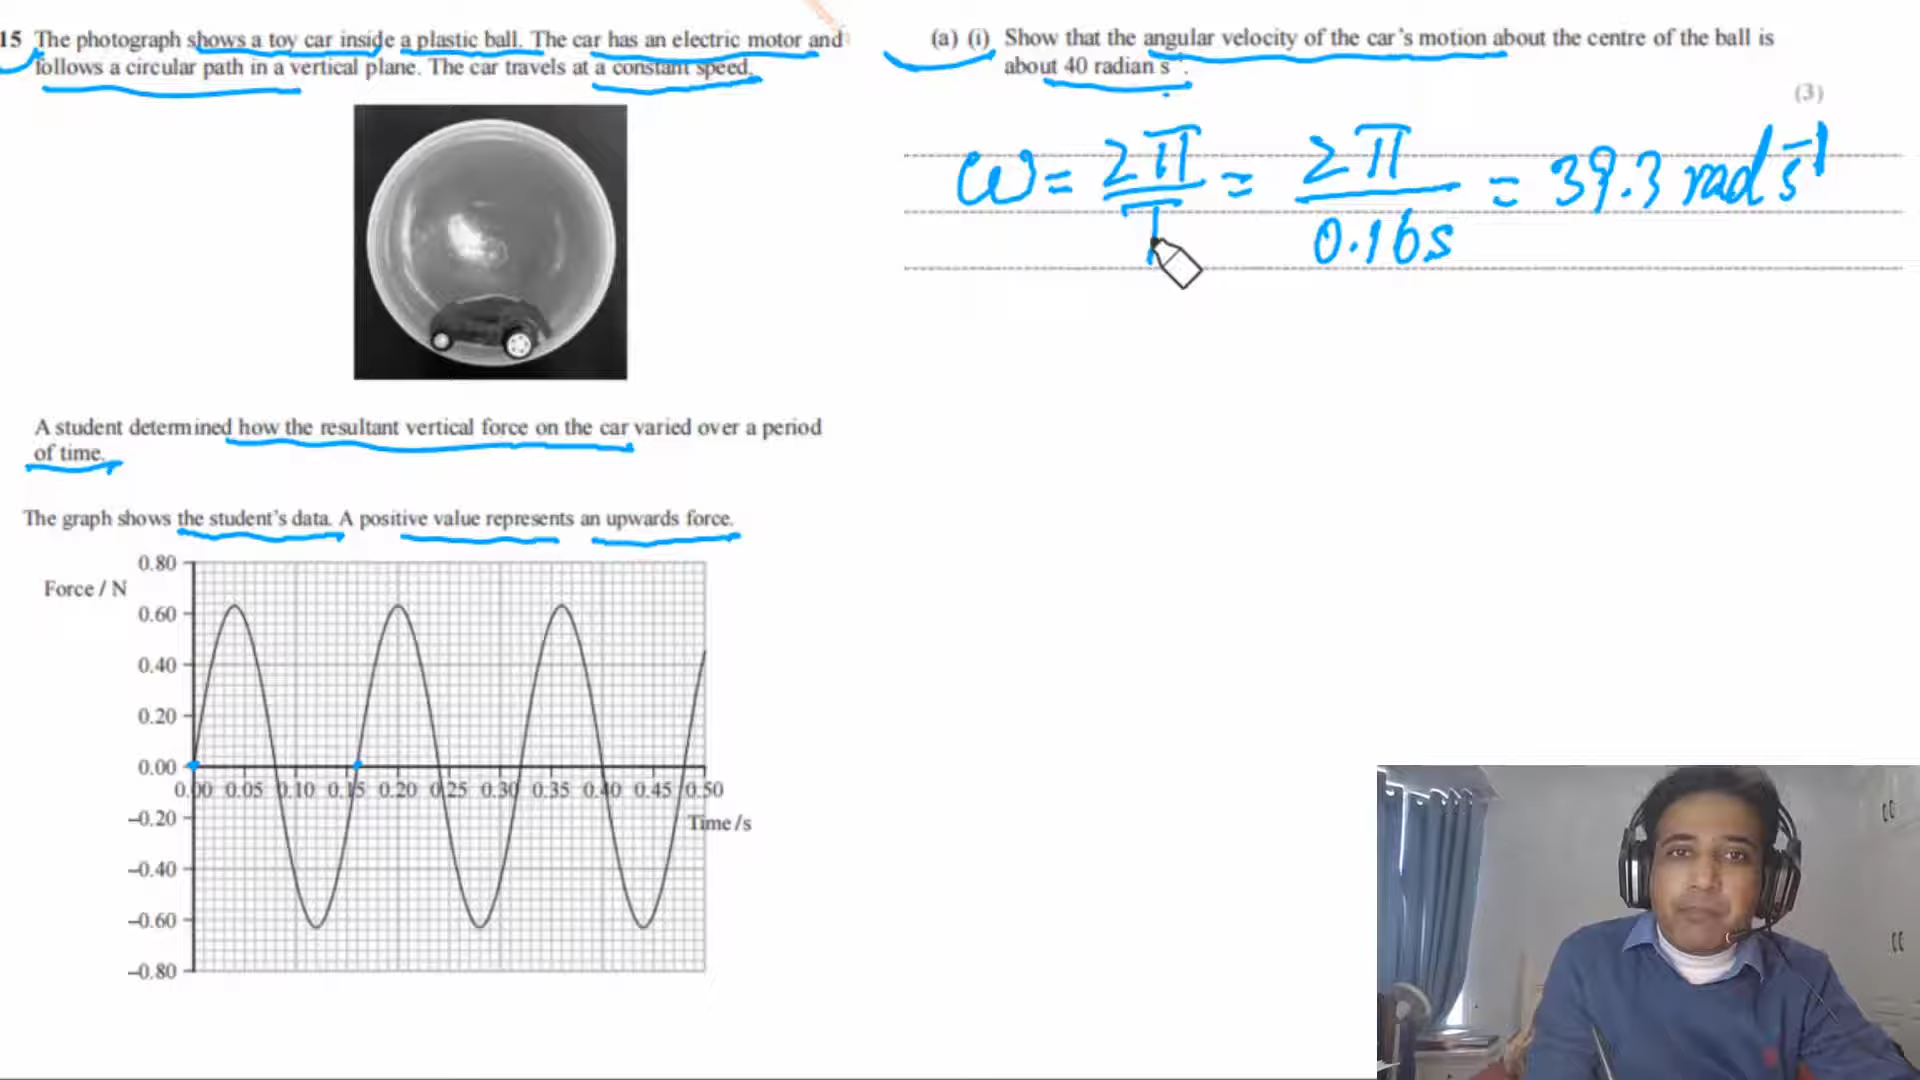 15 The photograph shows a toy car inside a plastic ball. The car has an electric motor and
follows a circular path in a vertical plane. The car travels at a constant speed.
A student determined how the resultant vertical force on the car varied over a period
of time.
The graph shows the student's data. A positive value represents an upwards force.
Force / N
0.80
0.60
0.40
0.20
0.00
-0.20
-0.40
-0.60
-0.80
0.00 0.05 0.10 0.15 0.20 0.25 0.30 0.35 0.40 0.45 0.50
Time /s
(a) (i) Show that the angular velocity of the car's motion about the centre of the ball is
about 40 radian s
(3)
ω = 2π/T = 2π/0.16s = 39.3 rad s⁻¹